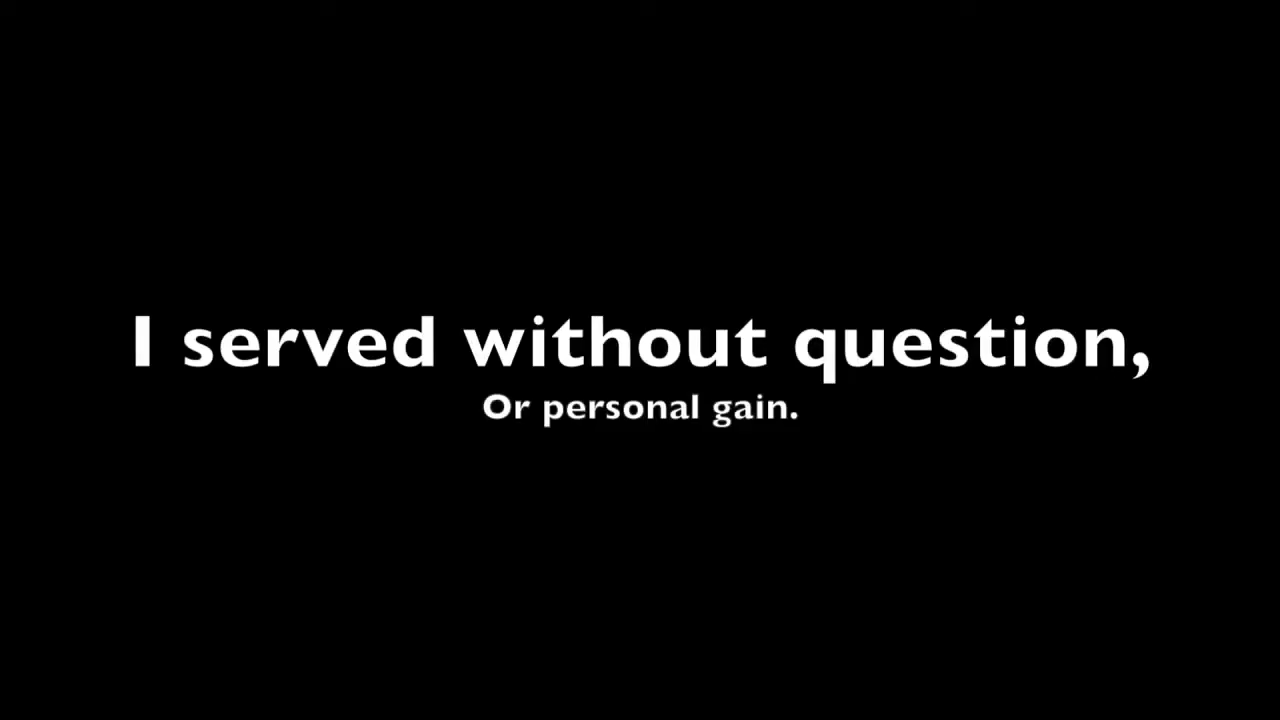 I served without question,
Or personal gain.